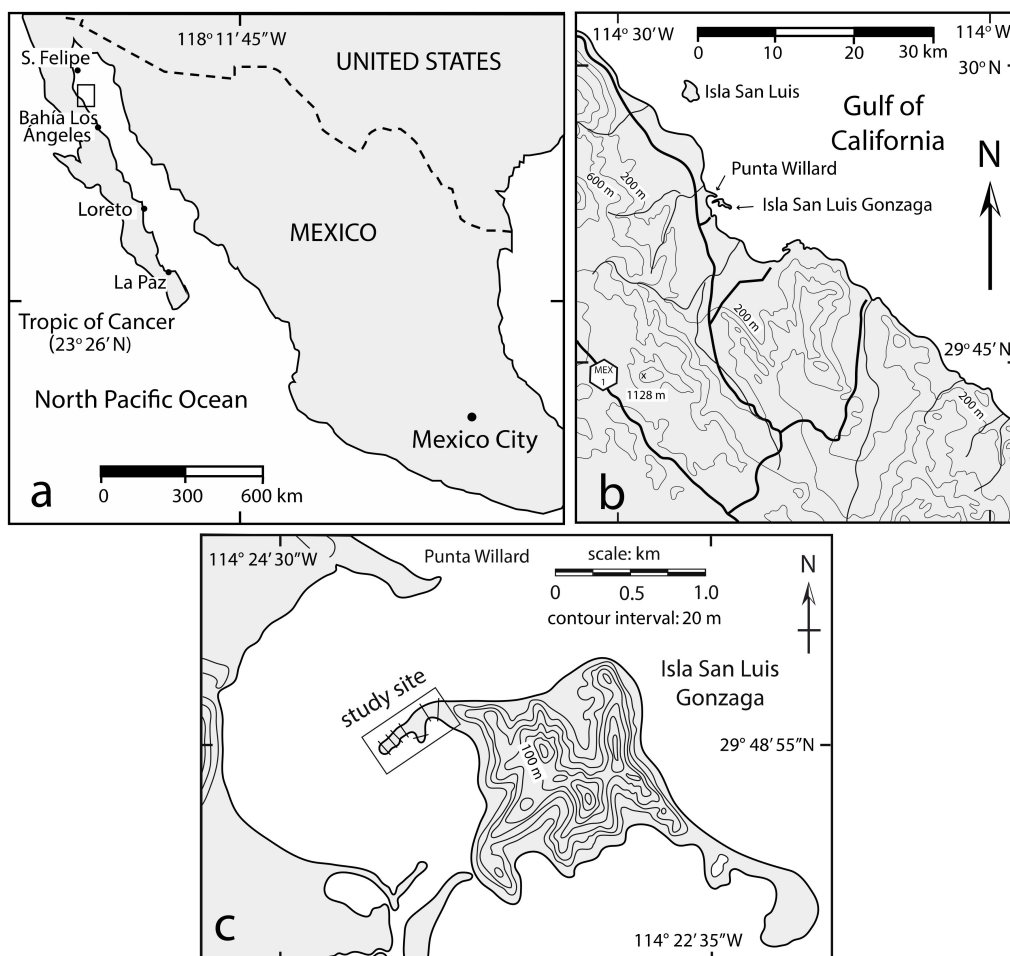 118° 11' 45"W
S. Felipe
UNITED STATES
Bahía Los
Ángeles
Loreto
MEXICO
La Paz
Tropic of Cancer
(23° 26' N)
North Pacific Ocean
Mexico City
a
0 300 600 km
114° 30'W
114° W
0 10 20 30 km
30° N
Isla San Luis
Gulf of
California
N
Punta Willard
600 m
200 m
Isla San Luis Gonzaga
200 m
29° 45' N
MEX
1
x
1128 m
200 m
b
114° 24' 30"W
Punta Willard
scale: km
0 0.5 1.0
contour interval: 20 m
N
Isla San Luis
Gonzaga
study site
100 m
29° 48' 55"N
c
114° 22' 35"W